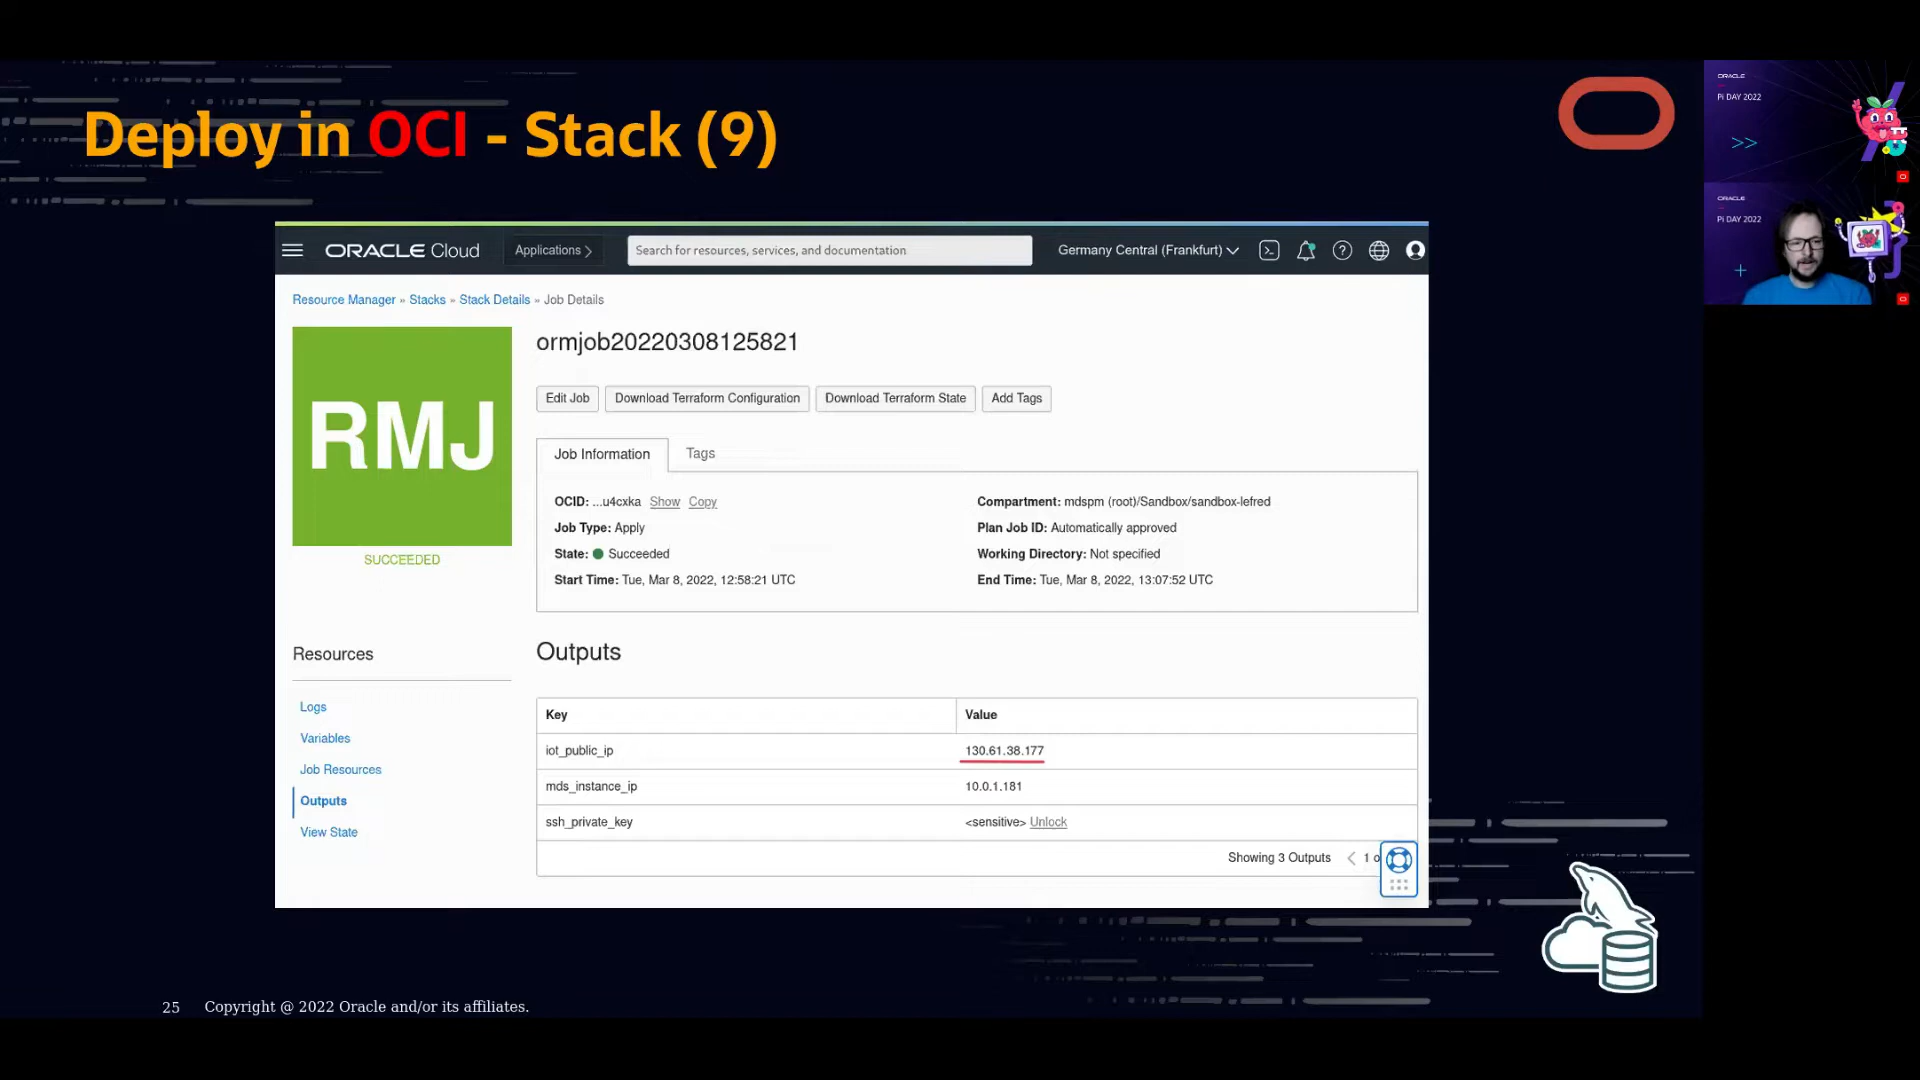 Deploy in OCI - Stack (9)
ORACLE Cloud
Applications
Search for resources, services, and documentation
Germany Central (Frankfurt)
Resource Manager » Stacks » Stack Details » Job Details
RMJ
SUCCEEDED
ormjob20220308125821
Edit Job
Download Terraform Configuration
Download Terraform State
Add Tags
Job Information
Tags
OCID: ...u4cxka Show Copy
Compartment: mdspm (root)/Sandbox/sandbox-lefred
Job Type: Apply
Plan Job ID: Automatically approved
State: Succeeded
Working Directory: Not specified
Start Time: Tue, Mar 8, 2022, 12:58:21 UTC
End Time: Tue, Mar 8, 2022, 13:07:52 UTC
Resources
Logs
Variables
Job Resources
Outputs
View State
Outputs
Key Value
iot_public_ip 130.61.38.177
mds_instance_ip 10.0.1.181
ssh_private_key <sensitive> Unlock
Showing 3 Outputs < 1 o
25 Copyright @ 2022 Oracle and/or its affiliates.
ORACLE
Pi DAY 2022
>>
ORACLE
Pi DAY 2022
+